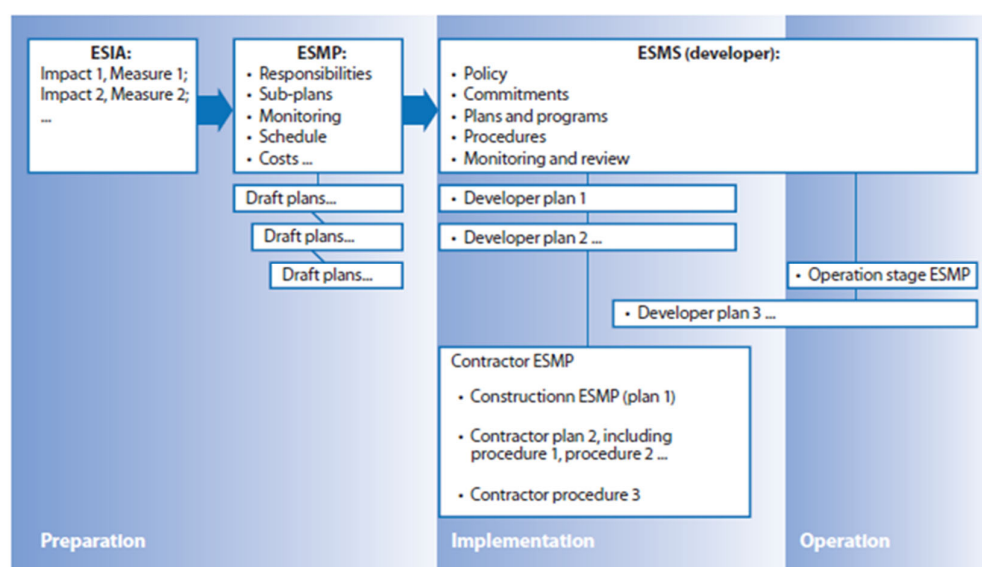 ESIA:
Impact 1, Measure 1;
Impact 2, Measure 2;
...
ESMP:
• Responsibilities
• Sub-plans
• Monitoring
• Schedule
• Costs ...
Draft plans...
Draft plans...
Draft plans...
ESMS (developer):
• Policy
• Commitments
• Plans and programs
• Procedures
• Monitoring and review
• Developer plan 1
• Developer plan 2 ...
• Operation stage ESMP
• Developer plan 3 ...
Contractor ESMP
• Constructionn ESMP (plan 1)
• Contractor plan 2, including
procedure 1, procedure 2 ...
• Contractor procedure 3
Preparation
Implementation
Operation